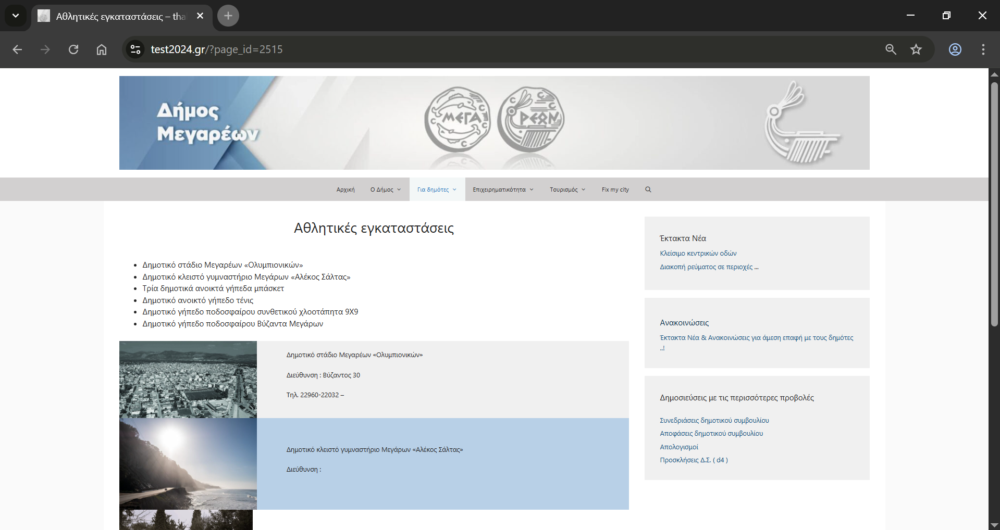 Αθλητικές εγκαταστάσεις – tha
test2024.gr/?page_id=2515
Δήμος
Μεγαρέων
ΜΕΓΑ
ΡΕΩΝ
Αρχική
Ο Δήμος
Για δημότες
Επιχειρηματικότητα
Τουρισμός
Fix my city
Αθλητικές εγκαταστάσεις
• Δημοτικό στάδιο Μεγαρέων «Ολυμπιονικών»
• Δημοτικό κλειστό γυμναστήριο Μεγάρων «Αλέκος Σάλτας»
• Τρία δημοτικά ανοικτά γήπεδα μπάσκετ
• Δημοτικό ανοικτό γήπεδο τένις
• Δημοτικό γήπεδο ποδοσφαίρου συνθετικού χλοοτάπητα 9Χ9
• Δημοτικό γήπεδο ποδοσφαίρου Βύζαντα Μεγάρων
Δημοτικό στάδιο Μεγαρέων «Ολυμπιονικών»
Διεύθυνση : Βύζαντος 30
Τηλ. 22960-22032 –
Δημοτικό κλειστό γυμναστήριο Μεγάρων «Αλέκος Σάλτας»
Διεύθυνση :
Έκτακτα Νέα
Κλείσιμο κεντρικών οδών
Διακοπή ρεύματος σε περιοχές ...
Ανακοινώσεις
Έκτακτα Νέα & Ανακοινώσεις για άμεση επαφή με τους δημότες
..!
Δημοσιεύσεις με τις περισσότερες προβολές
Συνεδριάσεις δημοτικού συμβουλίου
Αποφάσεις δημοτικού συμβουλίου
Απολογισμοί
Προσκλήσεις Δ.Σ. ( d4 )